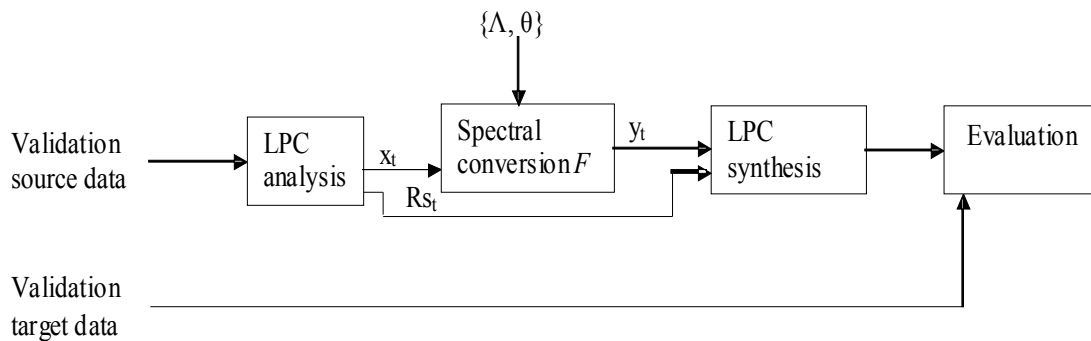 {Λ, θ}
Validation
source data
LPC
analysis
x_t
Rs_t
Spectral
conversion F
y_t
LPC
synthesis
Evaluation
Validation
target data